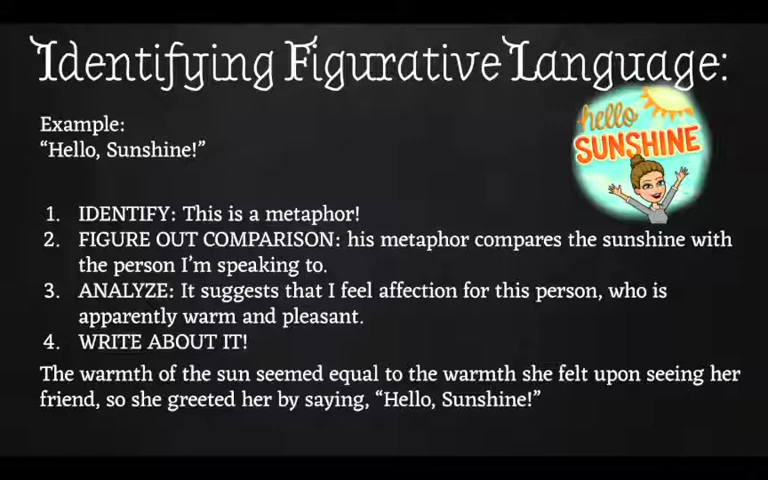 Identifying Figurative Language:
Example:
“Hello, Sunshine!”
hello
SUNSHINE
1. IDENTIFY: This is a metaphor!
2. FIGURE OUT COMPARISON: his metaphor compares the sunshine with
the person I’m speaking to.
3. ANALYZE: It suggests that I feel affection for this person, who is
apparently warm and pleasant.
4. WRITE ABOUT IT!
The warmth of the sun seemed equal to the warmth she felt upon seeing her
friend, so she greeted her by saying, “Hello, Sunshine!”